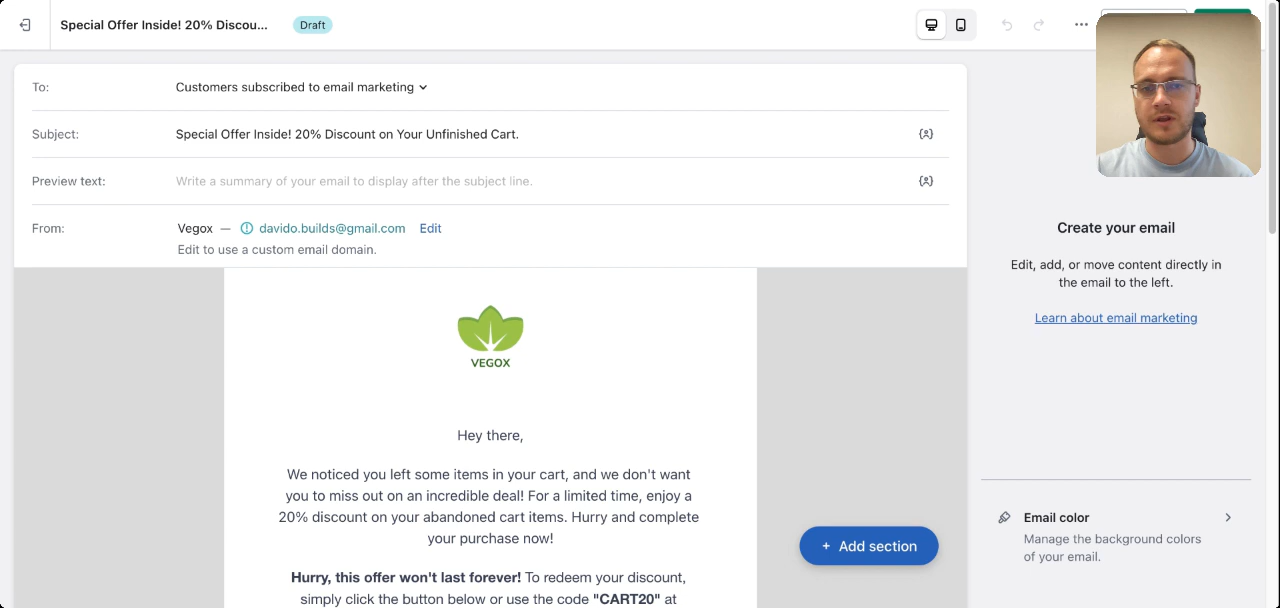 Special Offer Inside! 20% Discou...
Draft
To:
Customers subscribed to email marketing
Subject:
Special Offer Inside! 20% Discount on Your Unfinished Cart.
Preview text:
Write a summary of your email to display after the subject line.
From:
Vegox — davido.builds@gmail.com Edit
Edit to use a custom email domain.
VEGOX
Hey there,
We noticed you left some items in your cart, and we don't want
you to miss out on an incredible deal! For a limited time, enjoy a
20% discount on your abandoned cart items. Hurry and complete
your purchase now!
Hurry, this offer won't last forever! To redeem your discount,
simply click the button below or use the code "CART20" at
+ Add section
Create your email
Edit, add, or move content directly in
the email to the left.
Learn about email marketing
Email color
Manage the background colors
of your email.